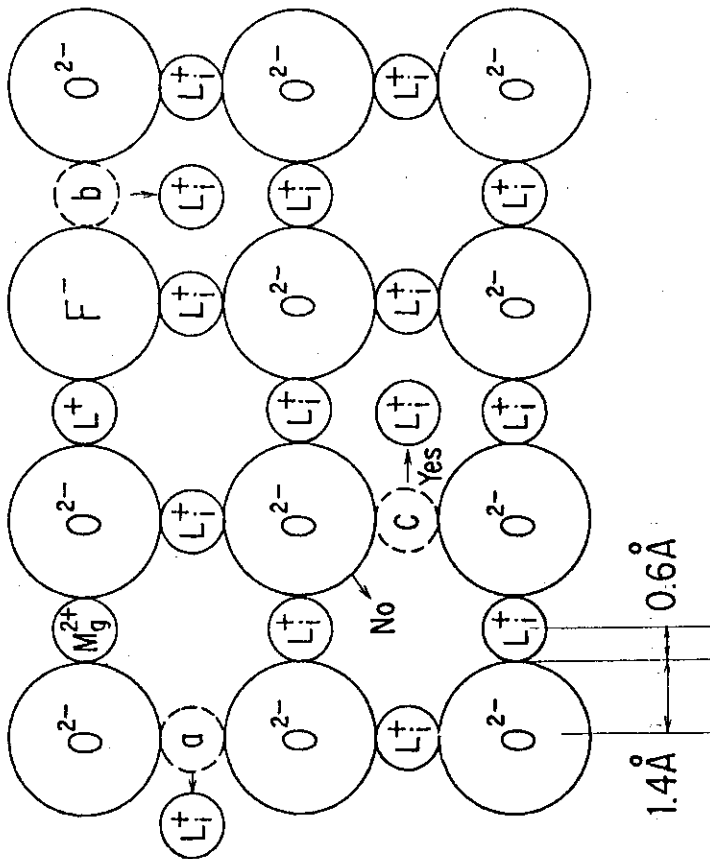 O²⁻ Mg²⁺ O²⁻ L⁺ F⁻ b O²⁻
Li⁺ a Li⁺ Li⁺ Li⁺ Li⁺
O²⁻ Li⁺ O²⁻ Li⁺ O²⁻ Li⁺ O²⁻
No
Li⁺ C Li⁺ Li⁺ Li⁺
Yes
O²⁻ Li⁺ O²⁻ Li⁺ O²⁻ Li⁺ O²⁻
1.4Å 0.6Å